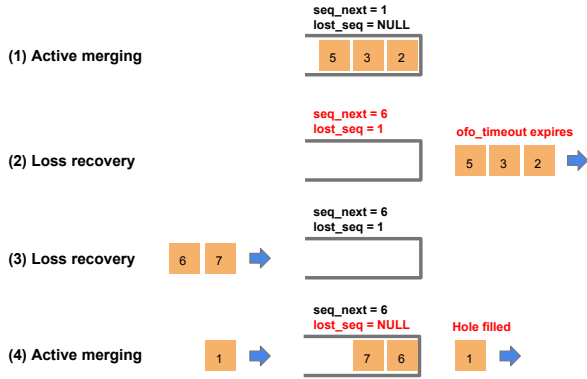 seq_next = 1
lost_seq = NULL
(1) Active merging
5 3 2
seq_next = 6
lost_seq = 1
ofo_timeout expires
(2) Loss recovery
5 3 2
seq_next = 6
lost_seq = 1
(3) Loss recovery
6 7
seq_next = 6
lost_seq = NULL
Hole filled
(4) Active merging
1 7 6 1